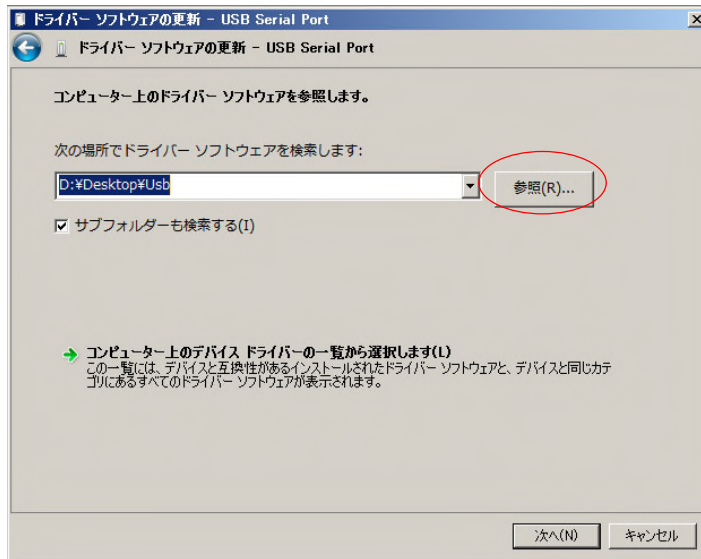 ドライバー ソフトウェアの更新 - USB Serial Port
ドライバー ソフトウェアの更新 - USB Serial Port
コンピューター上のドライバー ソフトウェアを参照します。
次の場所でドライバー ソフトウェアを検索します:
D:¥Desktop¥Usb
参照(R)...
サブフォルダーも検索する(I)
コンピューター上のデバイス ドライバーの一覧から選択します(L)
この一覧には、デバイスと互換性があるインストールされたドライバー ソフトウェアと、デバイスと同じカテ
ゴリにあるすべてのドライバー ソフトウェアが表示されます。
次へ(N)
キャンセル